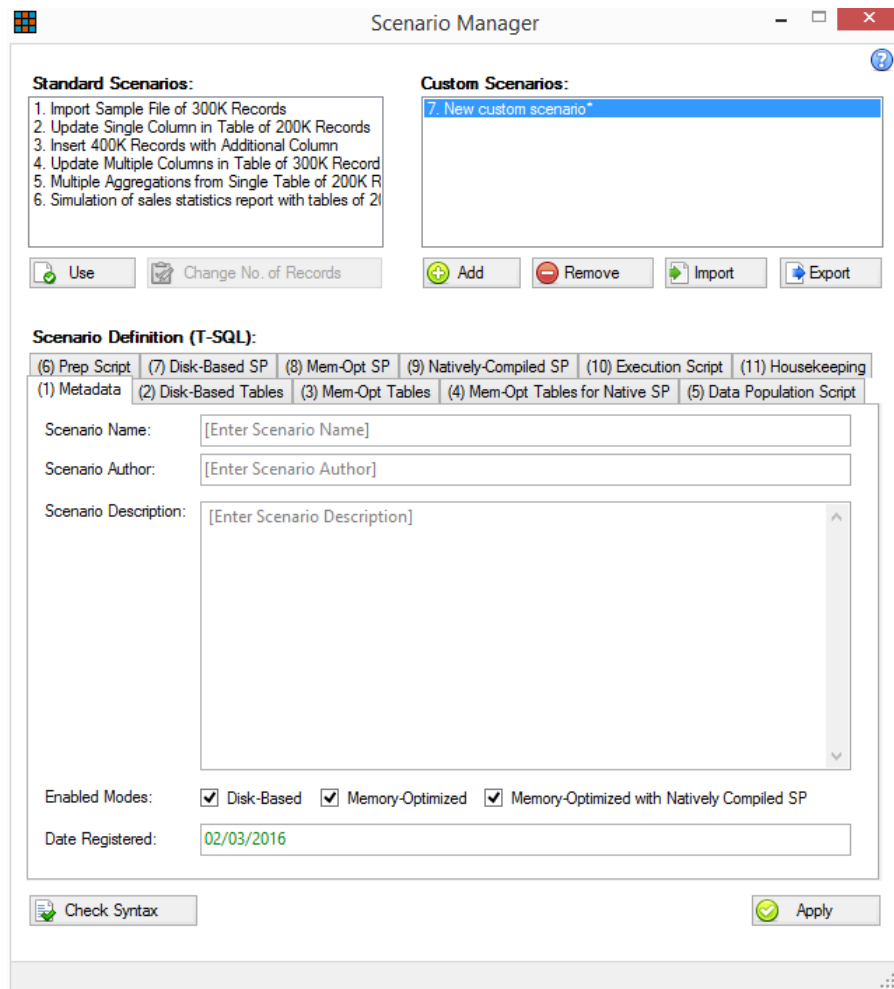 Scenario Manager
Standard Scenarios:
1. Import Sample File of 300K Records
2. Update Single Column in Table of 200K Records
3. Insert 400K Records with Additional Column
4. Update Multiple Columns in Table of 300K Record
5. Multiple Aggregations from Single Table of 200K R
6. Simulation of sales statistics report with tables of 20
Use
Change No. of Records
Custom Scenarios:
7. New custom scenario*
Add
Remove
Import
Export
Scenario Definition (T-SQL):
(6) Prep Script
(7) Disk-Based SP
(8) Mem-Opt SP
(9) Natively-Compiled SP
(10) Execution Script
(11) Housekeeping
(1) Metadata
(2) Disk-Based Tables
(3) Mem-Opt Tables
(4) Mem-Opt Tables for Native SP
(5) Data Population Script
Scenario Name:
[Enter Scenario Name]
Scenario Author:
[Enter Scenario Author]
Scenario Description:
[Enter Scenario Description]
Enabled Modes:
Disk-Based
Memory-Optimized
Memory-Optimized with Natively Compiled SP
Date Registered:
02/03/2016
Check Syntax
Apply